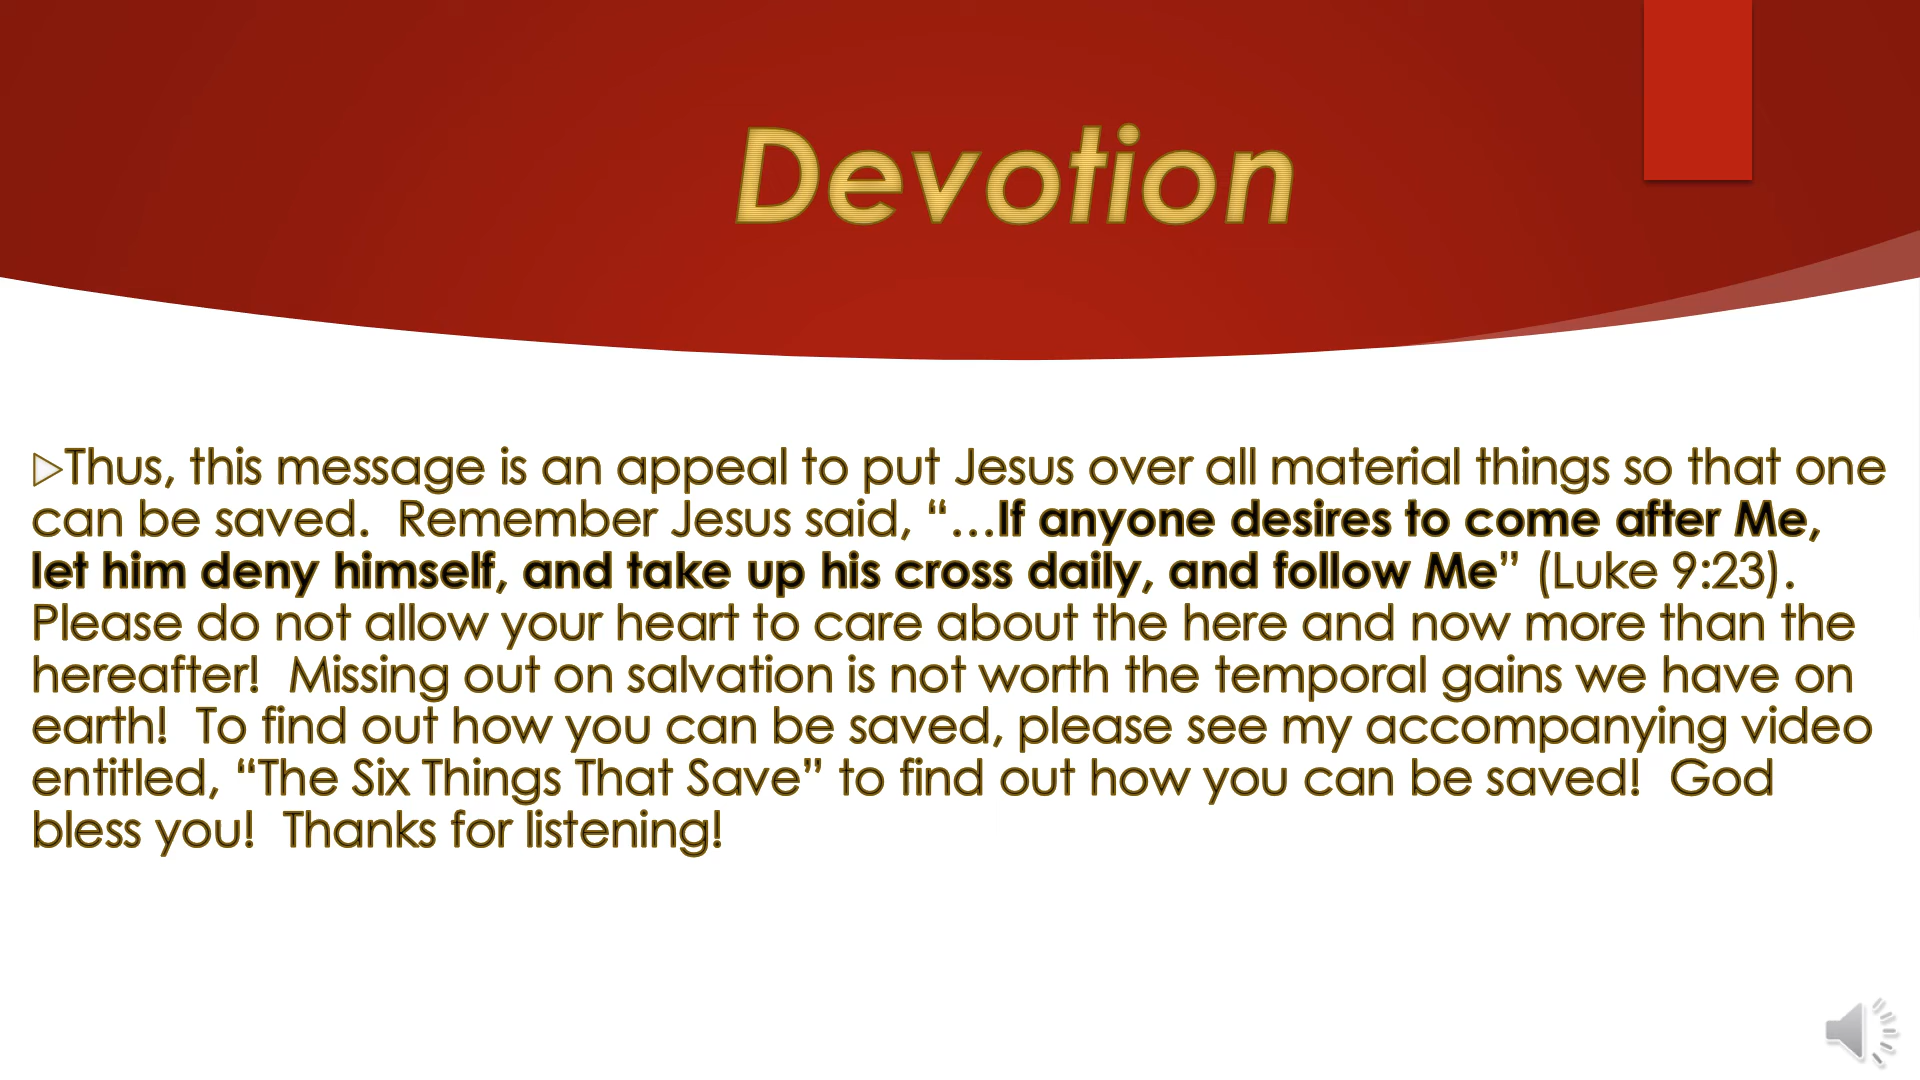 Devotion
Thus, this message is an appeal to put Jesus over all material things so that one
can be saved.  Remember Jesus said, “…If anyone desires to come after Me,
let him deny himself, and take up his cross daily, and follow Me” (Luke 9:23).
Please do not allow your heart to care about the here and now more than the
hereafter!  Missing out on salvation is not worth the temporal gains we have on
earth!  To find out how you can be saved, please see my accompanying video
entitled, “The Six Things That Save” to find out how you can be saved!  God
bless you!  Thanks for listening!